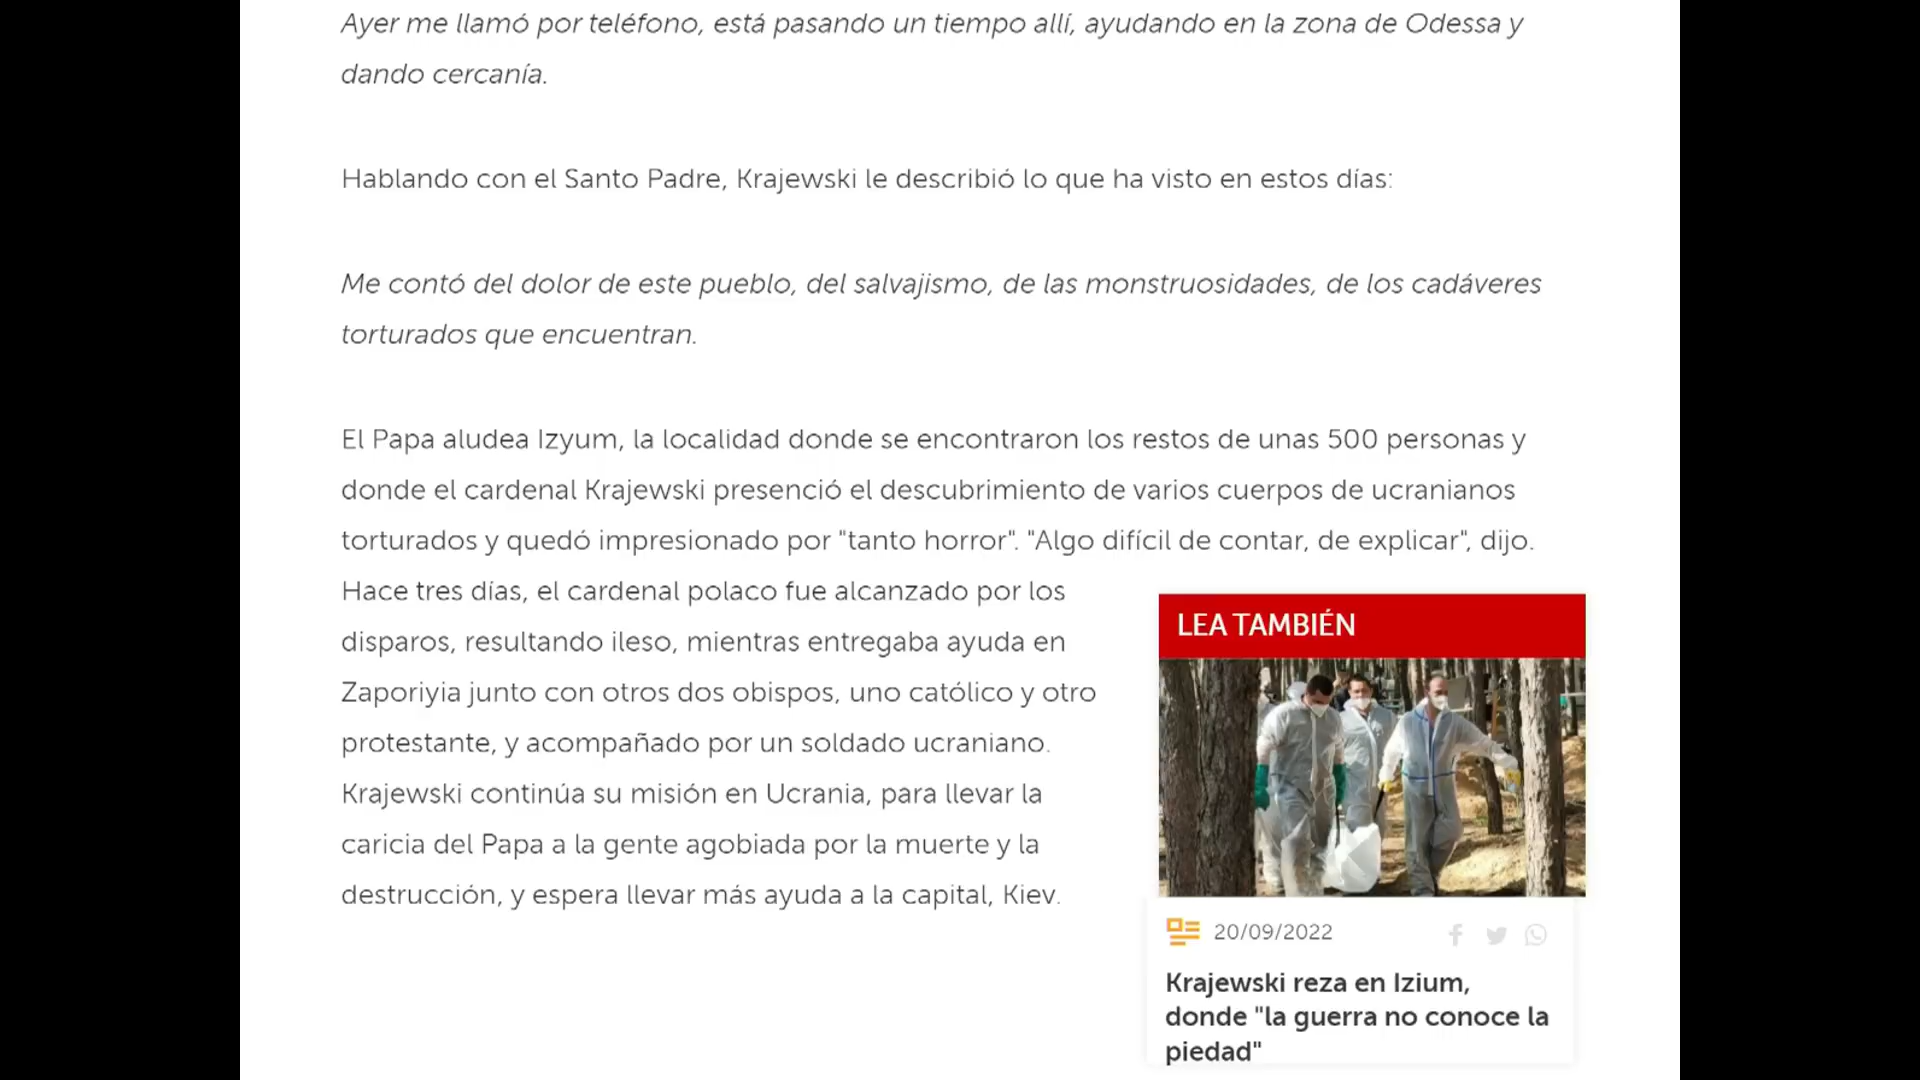 Ayer me llamó por teléfono, está pasando un tiempo allí, ayudando en la zona de Odessa y
dando cercanía.
Hablando con el Santo Padre, Krajewski le describió lo que ha visto en estos días:
Me contó del dolor de este pueblo, del salvajismo, de las monstruosidades, de los cadáveres
torturados que encuentran.
El Papa aludea Izyum, la localidad donde se encontraron los restos de unas 500 personas y
donde el cardenal Krajewski presenció el descubrimiento de varios cuerpos de ucranianos
torturados y quedó impresionado por "tanto horror". "Algo difícil de contar, de explicar", dijo.
Hace tres días, el cardenal polaco fue alcanzado por los
disparos, resultando ileso, mientras entregaba ayuda en
Zaporiyia junto con otros dos obispos, uno católico y otro
protestante, y acompañado por un soldado ucraniano.
Krajewski continúa su misión en Ucrania, para llevar la
caricia del Papa a la gente agobiada por la muerte y la
destrucción, y espera llevar más ayuda a la capital, Kiev.
LEA TAMBIÉN
20/09/2022
Krajewski reza en Izium,
donde "la guerra no conoce la
piedad"